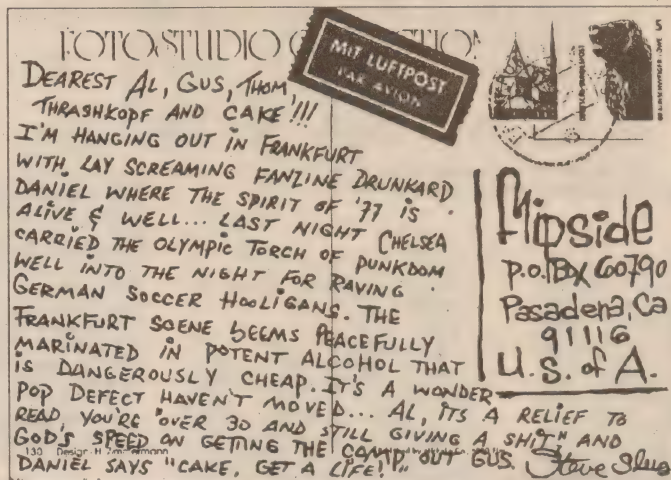 FOTOSTUDIO
MIT LUFTPOST
PAR AVION
DEAREST AL, GUS, THOM,
THRASHKOPF AND CAKE!!!
I'M HANGING OUT IN FRANKFURT
WITH LAY SCREAMING FANZINE DRUNKARD
DANIEL WHERE THE SPIRIT OF '77 IS
ALIVE & WELL... LAST NIGHT CHELSEA
CARRIED THE OLYMPIC TORCH OF PUNKDOM
WELL INTO THE NIGHT FOR RAVING
GERMAN SOCCER HOOLIGANS. THE
FRANKFURT SCENE SEEMS PEACEFULLY
MARINATED IN POTENT ALCOHOL THAT
IS DANGEROUSLY CHEAP. IT'S A WONDER
POP DEFECT HAVEN'T MOVED... AL, ITS A RELIEF TO
READ, YOU'RE "OVER 30 AND STILL GIVING A SHIT" AND
GOD'S SPEED ON GETTING THE COMP OUT GUS.
DANIEL SAYS "CAKE, GET A LIFE!"
Steve Slug
Flipside
P.O. Box 60790
Pasadena, Ca
91116
U.S. of A.
130 Design: H. Zimmermann